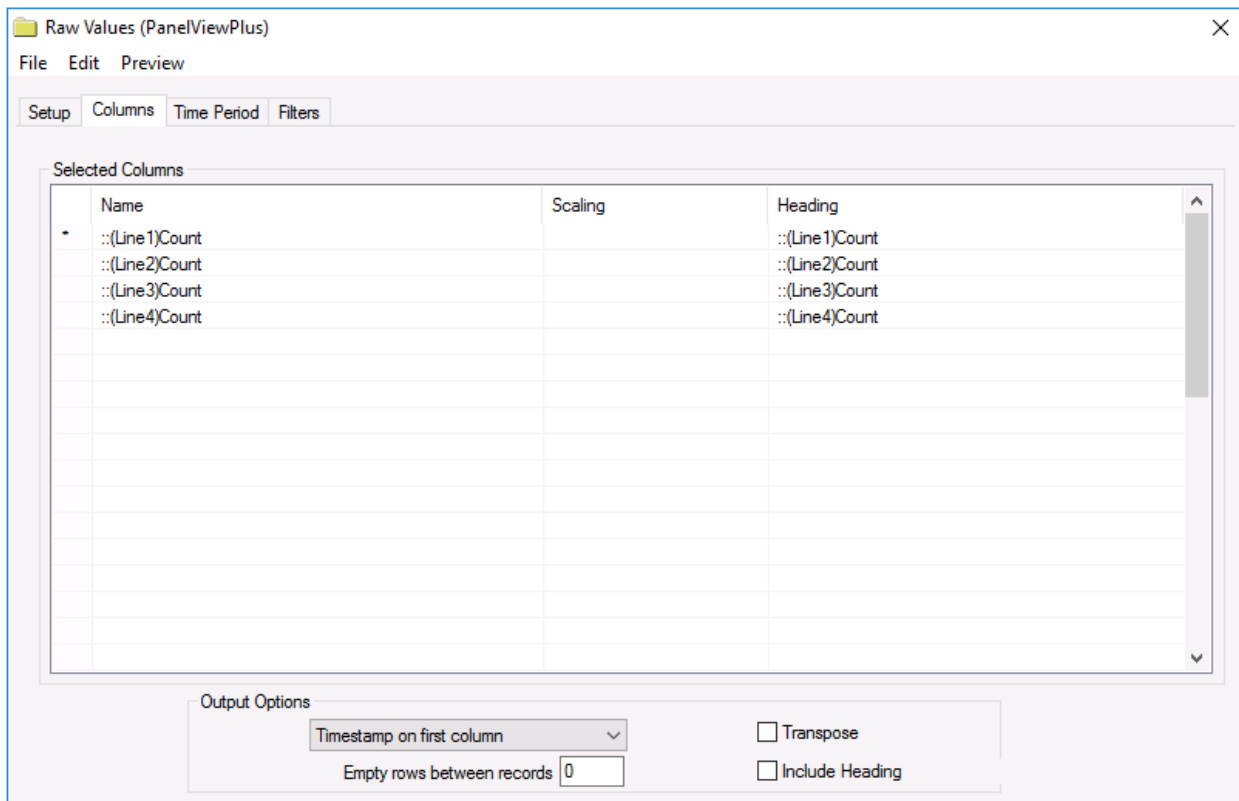 Raw Values (PanelViewPlus)
File Edit Preview
Setup Columns Time Period Filters
Selected Columns
Name Scaling Heading
* ::(Line1)Count ::(Line1)Count
::(Line2)Count ::(Line2)Count
::(Line3)Count ::(Line3)Count
::(Line4)Count ::(Line4)Count
Output Options
Timestamp on first column Transpose
Empty rows between records 0 Include Heading